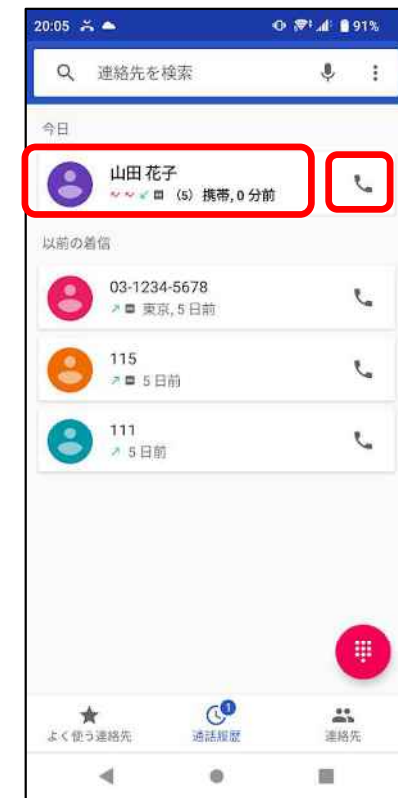 20:05 91%
連絡先を検索
今日
山田 花子
(5) 携帯, 0 分前
以前の着信
03-1234-5678
東京, 5 日前
115
5 日前
111
5 日前
1
よく使う連絡先 通話履歴 連絡先